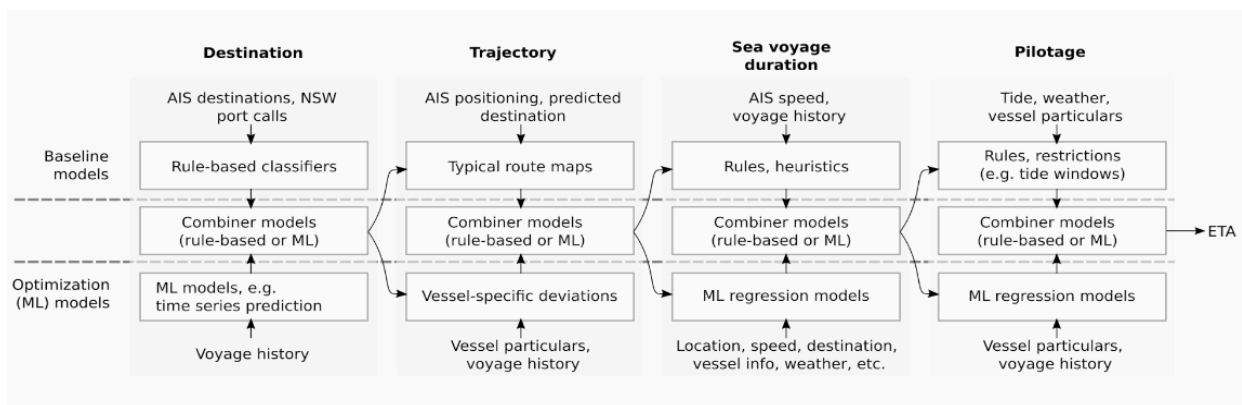 Destination
Trajectory
Sea voyage
duration
Pilotage
AIS destinations, NSW
port calls
AIS positioning, predicted
destination
AIS speed,
voyage history
Tide, weather,
vessel particulars
Baseline
models
Rule-based classifiers
Typical route maps
Rules, heuristics
Rules, restrictions
(e.g. tide windows)
Combiner models
(rule-based or ML)
Combiner models
(rule-based or ML)
Combiner models
(rule-based or ML)
Combiner models
(rule-based or ML)
ETA
Optimization
(ML) models
ML models, e.g.
time series prediction
Vessel-specific deviations
ML regression models
ML regression models
Voyage history
Vessel particulars,
voyage history
Location, speed, destination,
vessel info, weather, etc.
Vessel particulars,
voyage history